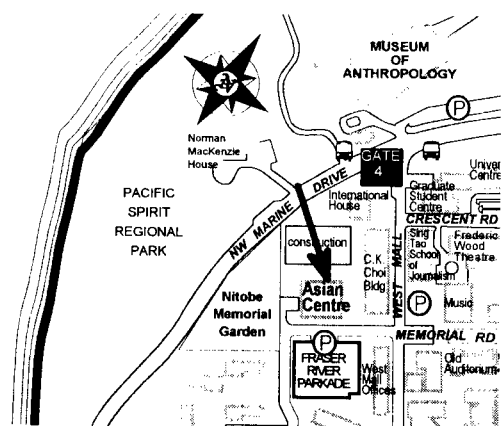 MUSEUM
OF
ANTHROPOLOGY
P
Norman
MacKenzie
House
GATE
4
PACIFIC
SPIRIT
REGIONAL
PARK
NW MARINE DRIVE
International
House
Graduate
Student
Centre
Univer
Centre
CRESCENT RD
construction
C.K.
Choi
Bldg
WEST MALL
Sing
Tao
School
of
Journalism
Frederic
Wood
Theatre
Asian
Centre
Nitobe
Memorial
Garden
P
Music
MEMORIAL RD
P
FRASER
RIVER
PARKADE
West
Mall
Offices
Old
Auditorium